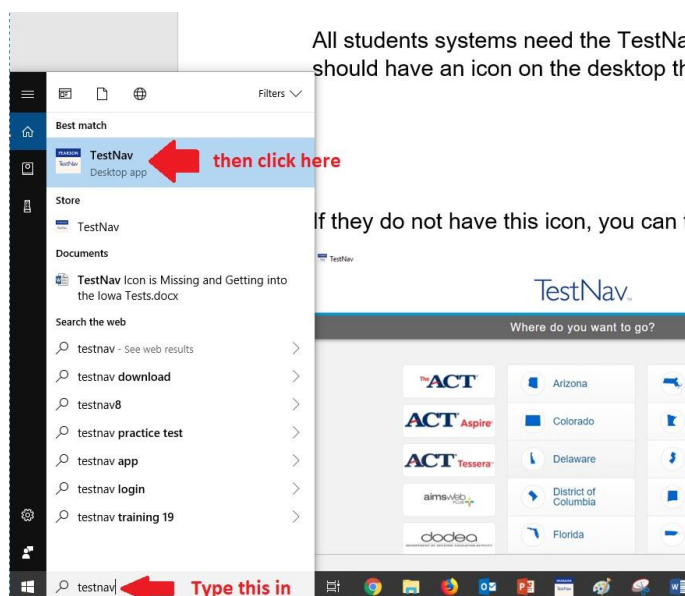 All students systems need the TestNa
should have an icon on the desktop th
Filters
Best match
PEARSON
TestNav
TestNav
Desktop app
then click here
Store
TestNav
If they do not have this icon, you can
Documents
TestNav Icon is Missing and Getting into
the Iowa Tests.docx
TestNav
TestNav
Where do you want to go?
Search the web
testnav - See web results
testnav download
testnav8
testnav practice test
testnav app
testnav login
testnav training 19
The ACT
Arizona
ACT Aspire
Colorado
ACT Tessera
Delaware
aimsweb PLUS
District of
Columbia
dodea
Florida
testnav
Type this in